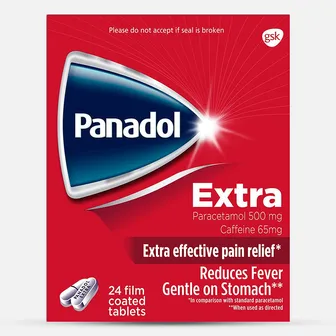 Please do not accept if seal is broken
gsk
Panadol
Extra
Paracetamol 500 mg
Caffeine 65mg
Extra effective pain relief*
Reduces Fever
Gentle on Stomach**
*In comparison with standard paracetamol
**When used as directed
24 film
coated
tablets